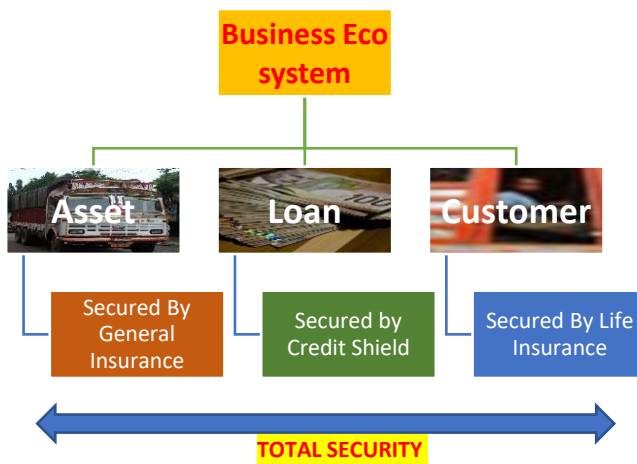 Business Eco
system
Asset
Loan
Customer
Secured By
General
Insurance
Secured by
Credit Shield
Secured By Life
Insurance
TOTAL SECURITY